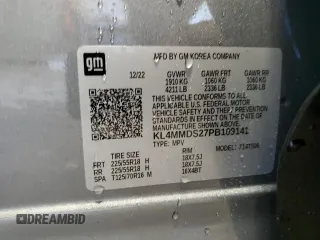 gm
MFD BY GM KOREA COMPANY
12/22 GVWR GAWR FRT GAWR RR
1910 KG 1060 KG 1060 KG
4211 LB 2336 LB 2336 LB
THIS VEHICLE CONFORMS TO ALL
APPLICABLE U.S. FEDERAL MOTOR VEHICLE
SAFETY, BUMPER, AND THEFT PREVENTION
STANDARDS IN EFFECT ON THE DATE OF
MANUFACTURE SHOWN ABOVE.
KL4MMDS27PB109141
TYPE: MPV MODEL:
TIRE SIZE RIM
FRT 225/55R18 H 18X7.5J
RR 225/55R18 H 18X7.5J
SPA T125/70R16 M 16X4BT